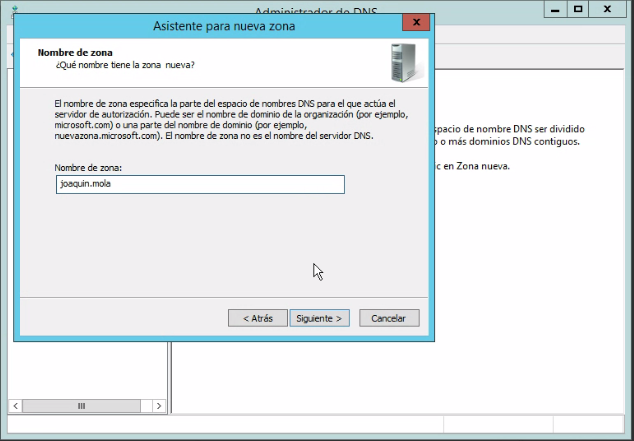 Administrador de DNS
Asistente para nueva zona
Nombre de zona
¿Qué nombre tiene la zona nueva?
El nombre de zona especifica la parte del espacio de nombres DNS para el que actúa el
servidor de autorización. Puede ser el nombre de dominio de la organización (por ejemplo,
microsoft.com) o una parte del nombre de dominio (por ejemplo,
nuevazona.microsoft.com). El nombre de zona no es el nombre del servidor DNS.
spacio de nombre DNS ser dividido
o o más dominios DNS contiguos.
ic en Zona nueva.
Nombre de zona:
joaquin.mola
< Atrás
Siguiente >
Cancelar